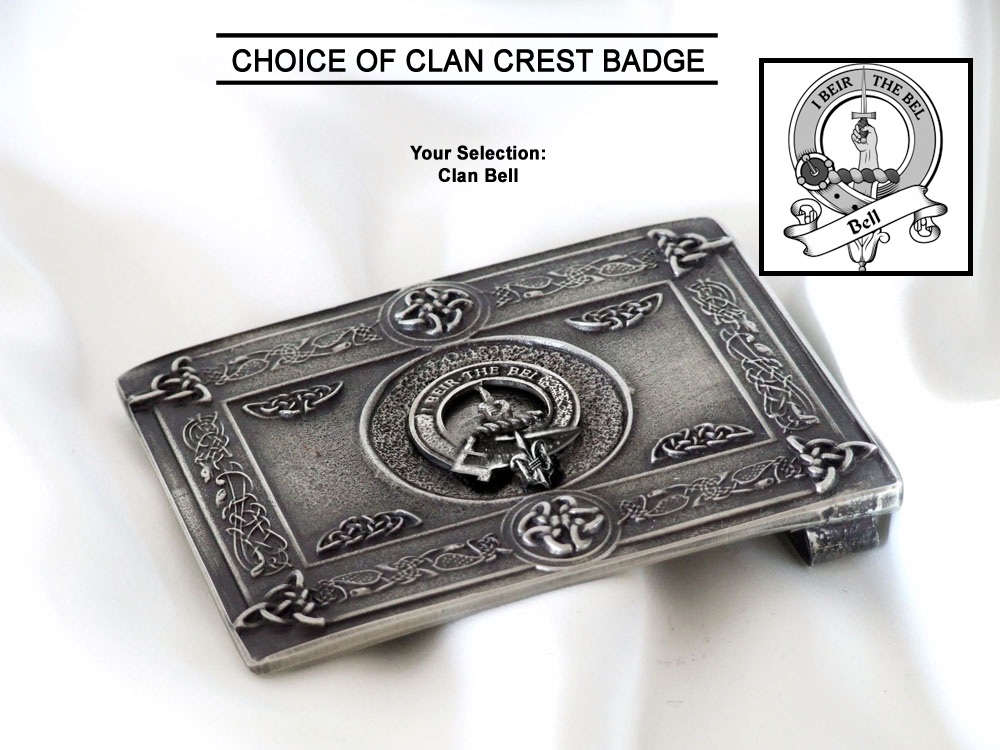 CHOICE OF CLAN CREST BADGE
Your Selection:
Clan Bell
I BEIR THE BEL
Bell
I BEIR THE BEL